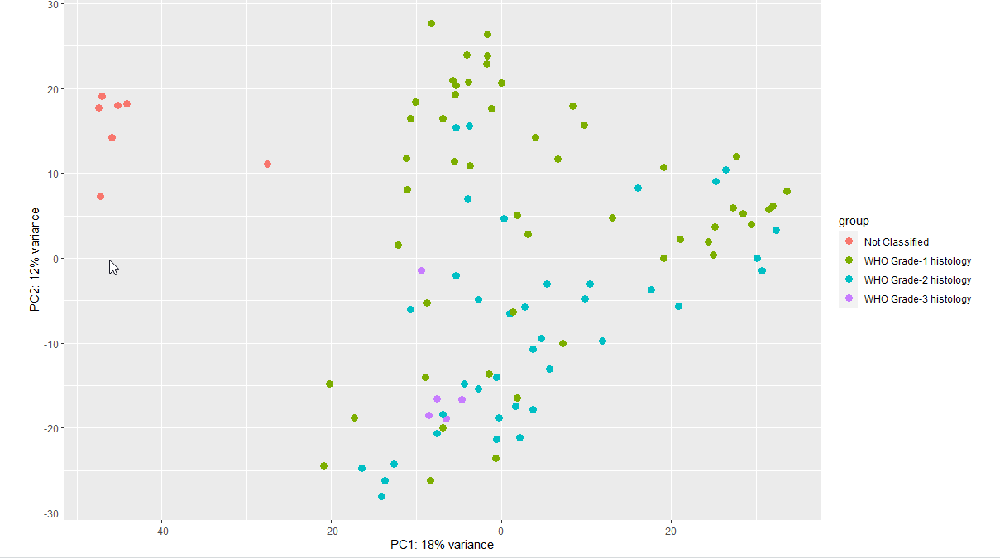 30
20
10
0
-10
-20
-30
PC2: 12% variance
-40
-20
0
20
PC1: 18% variance
group
Not Classified
WHO Grade-1 histology
WHO Grade-2 histology
WHO Grade-3 histology